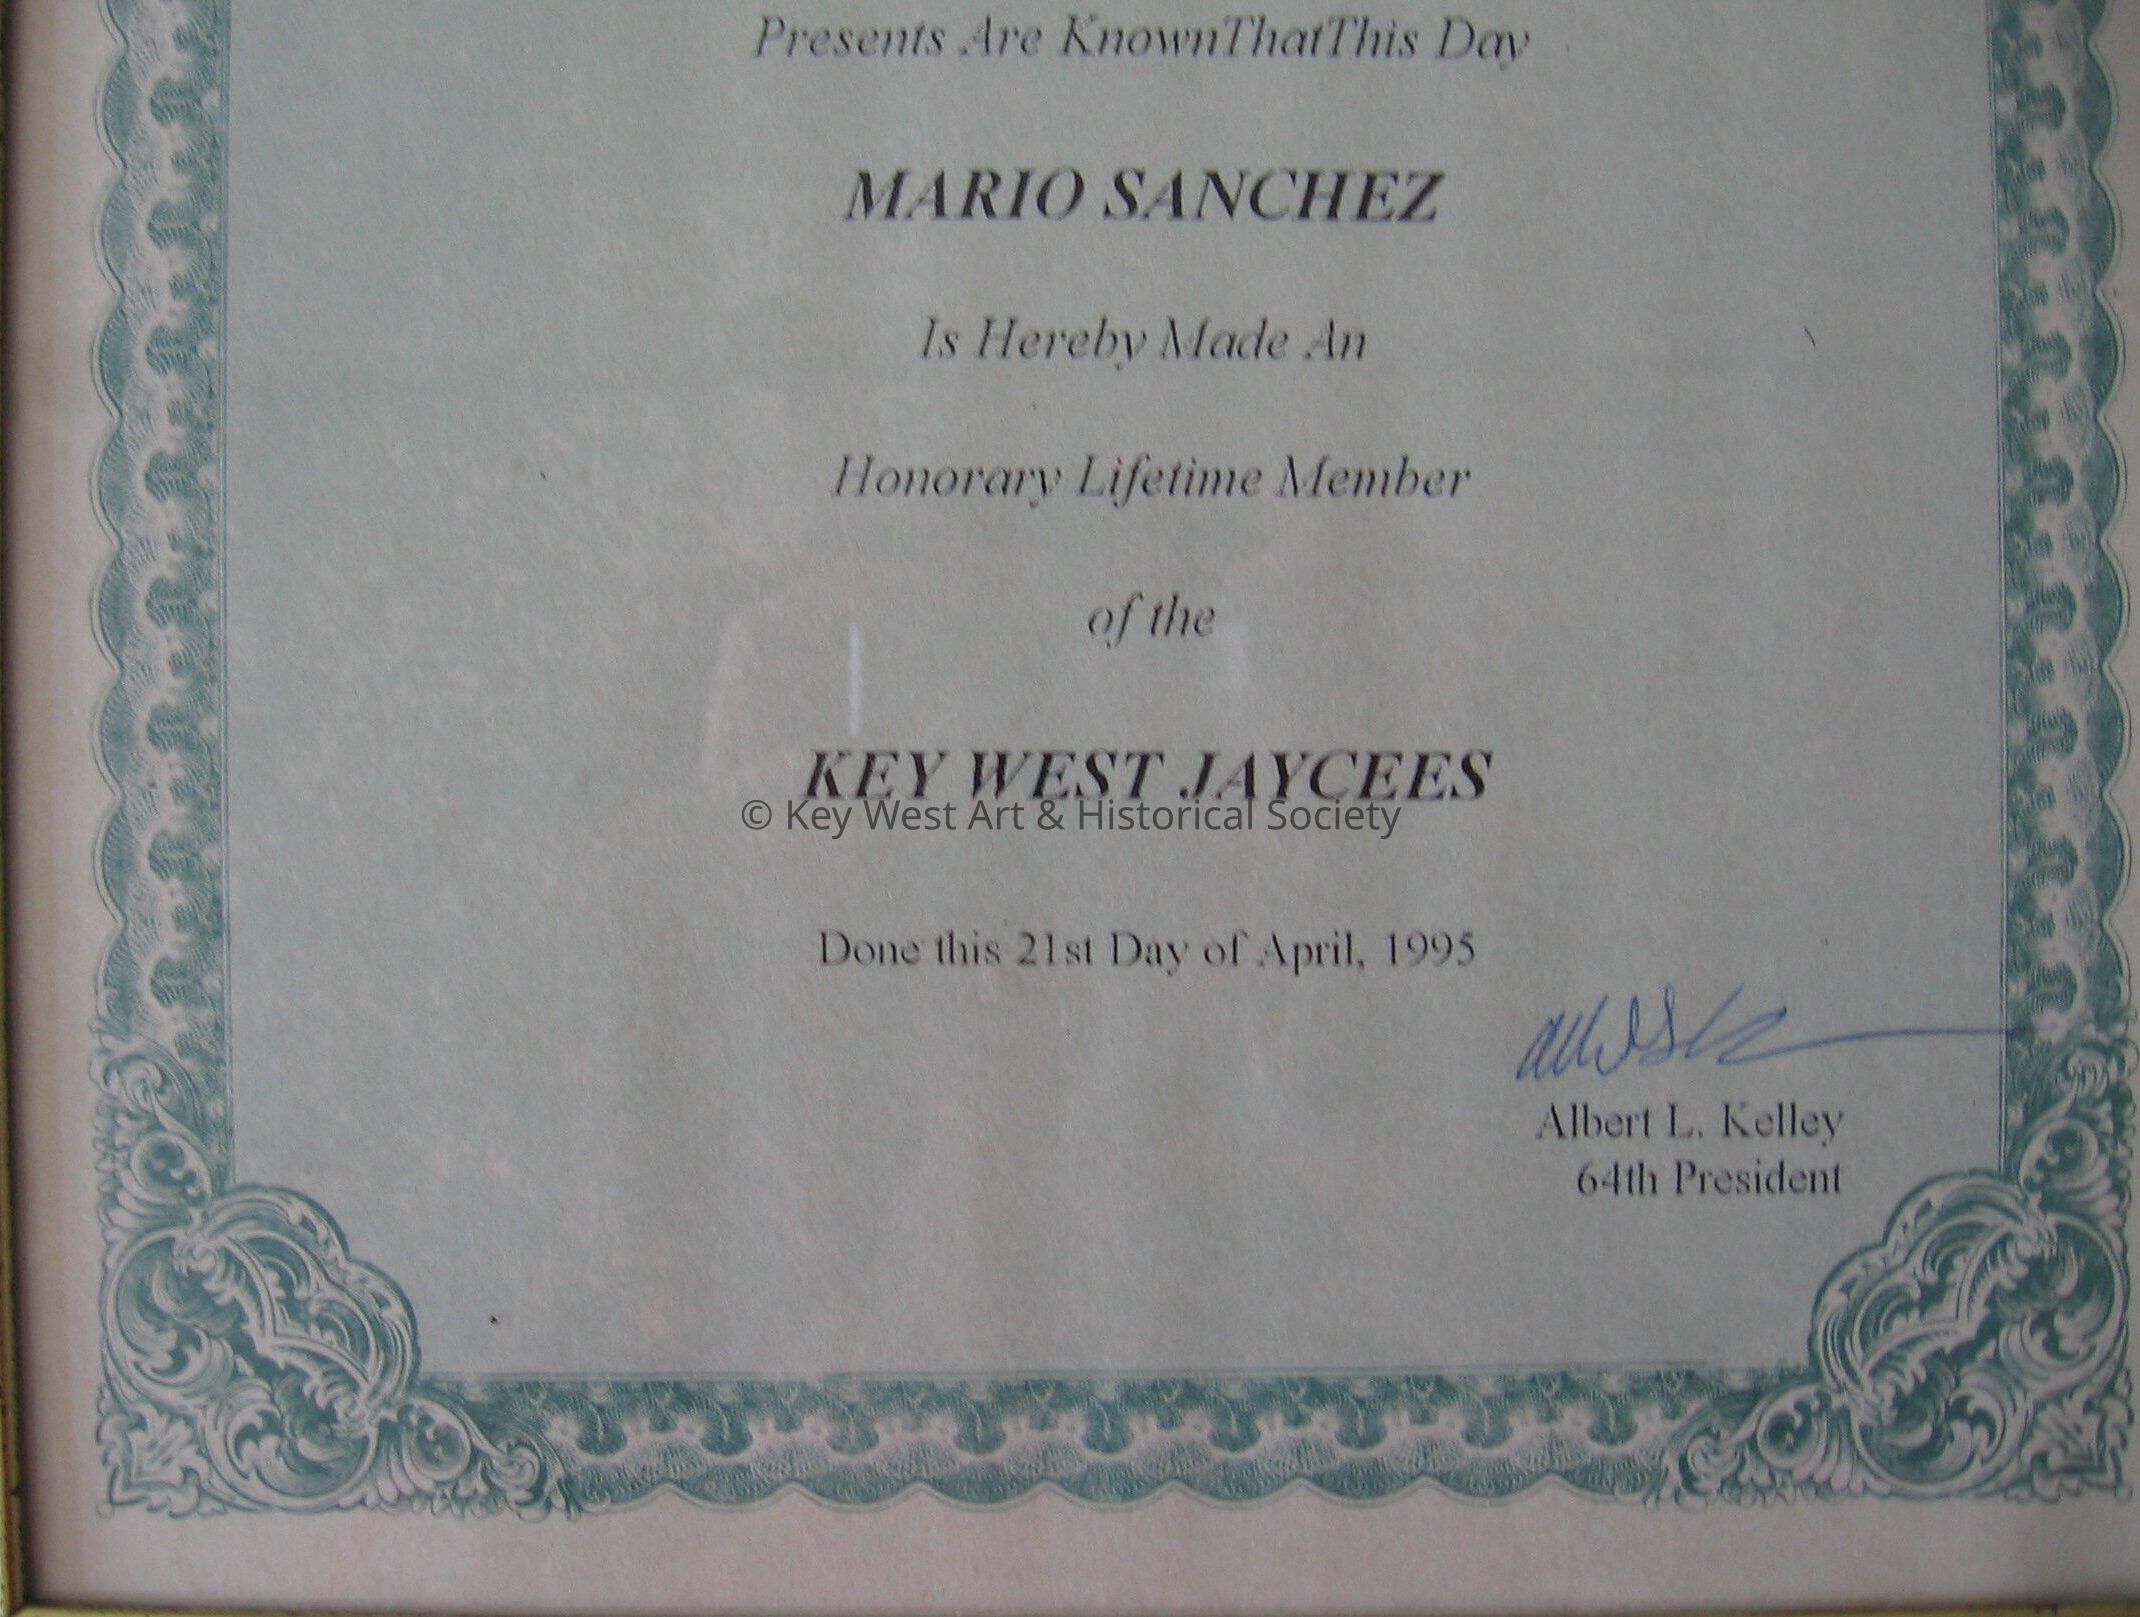 Presents Are KnownThatThis Day
MARIO SANCHEZ
Is Hereby Made An
Honorary Lifetime Member
of the
KEY WEST JAYCEES
© Key West Art & Historical Society
Done this 21st Day of April, 1995
Albert L. Kelley
64th President